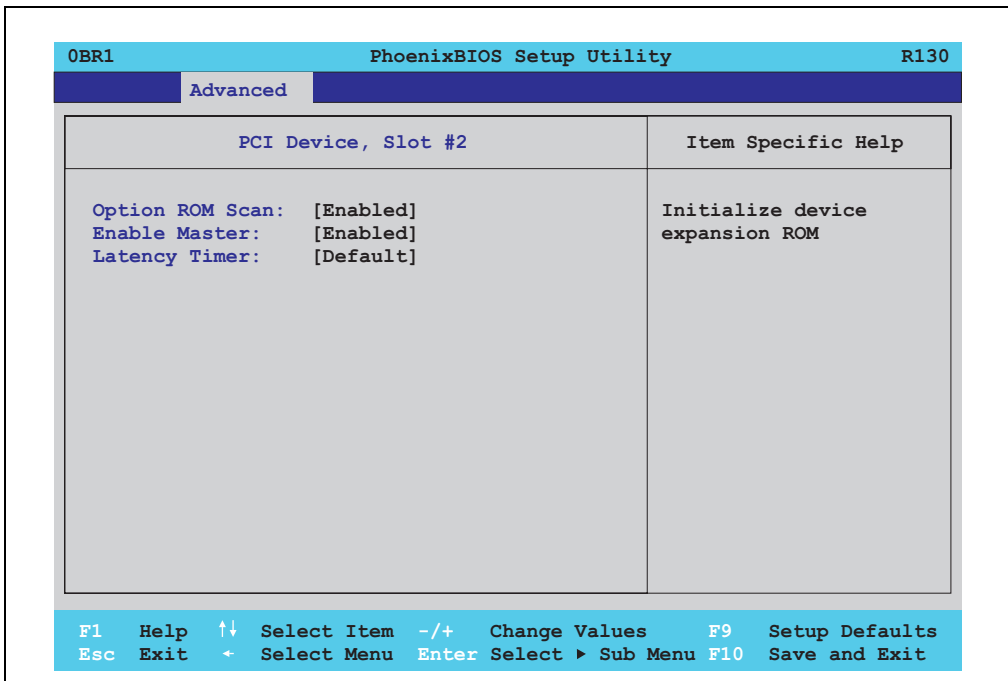 0BR1 PhoenixBIOS Setup Utility R130
Advanced
PCI Device, Slot #2
Item Specific Help
Option ROM Scan: [Enabled]
Enable Master: [Enabled]
Latency Timer: [Default]
Initialize device
expansion ROM
F1 Help ↑↓ Select Item -/+ Change Values F9 Setup Defaults
Esc Exit ← Select Menu Enter Select ▶ Sub Menu F10 Save and Exit